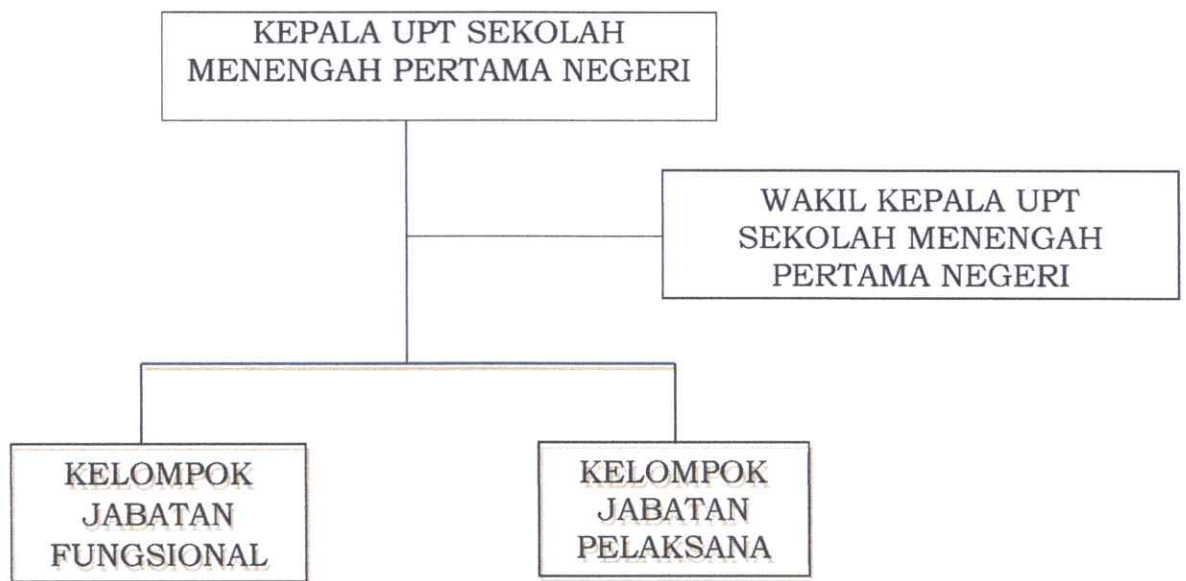 KEPALA UPT SEKOLAH
MENENGAH PERTAMA NEGERI
WAKIL KEPALA UPT
SEKOLAH MENENGAH
PERTAMA NEGERI
KELOMPOK
JABATAN
FUNGSIONAL
KELOMPOK
JABATAN
PELAKSANA